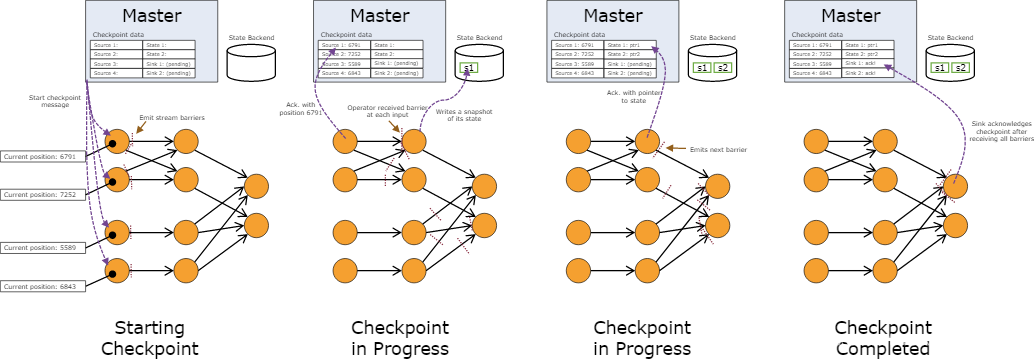 Master
Checkpoint data
Source 1:
State 1:
Source 2:
State 2:
Source 3:
Sink 1: (pending)
Source 4:
Sink 2: (pending)
State Backend
Start checkpoint
message
Emit stream barriers
Current position: 6791
Current position: 7252
Current position: 5589
Current position: 6843
Starting
Checkpoint
Master
Checkpoint data
Source 1: 6791
State 1:
Source 2: 7252
State 2:
Source 3: 5589
Sink 1: (pending)
Source 4: 6843
Sink 2: (pending)
State Backend
s1
Ack. with
position 6791
Operator received barrier
at each input
Writes a snapshot
of its state
Checkpoint
in Progress
Master
Checkpoint data
Source 1: 6791
State 1: ptr1
Source 2: 7252
State 2: ptr2
Source 3: 5589
Sink 1: (pending)
Source 4: 6843
Sink 2: (pending)
State Backend
s1
s2
Ack. with pointer
to state
Emits next barrier
Checkpoint
in Progress
Master
Checkpoint data
Source 1: 6791
State 1: ptr1
Source 2: 7252
State 2: ptr2
Source 3: 5589
Sink 1: ack!
Source 4: 6843
Sink 2: ack!
State Backend
s1
s2
Sink acknowledges
checkpoint after
receiving all barriers
Checkpoint
Completed